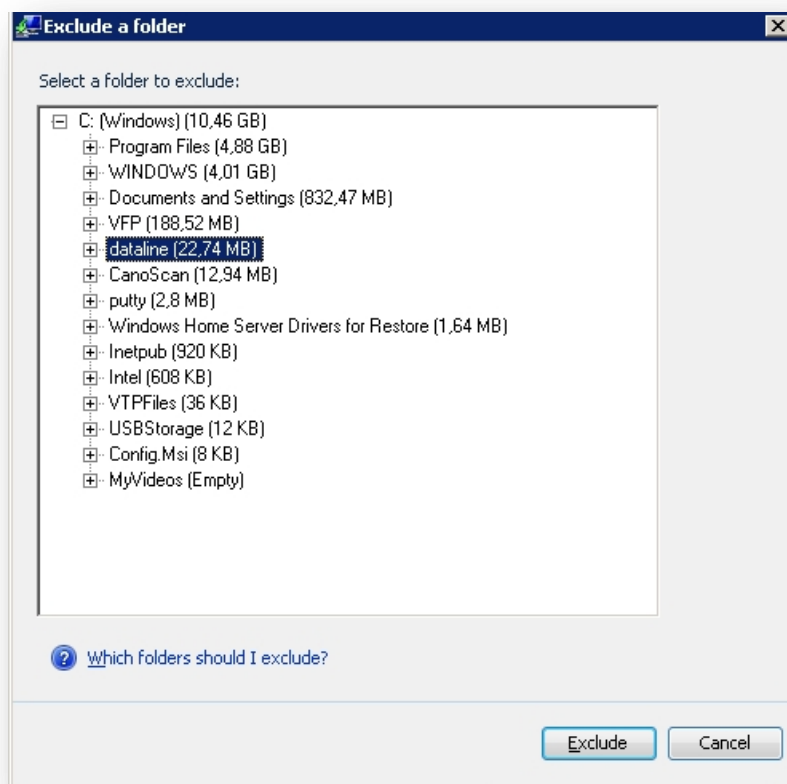 Exclude a folder
Select a folder to exclude:
C: (Windows) (10,46 GB)
Program Files (4,88 GB)
WINDOWS (4,01 GB)
Documents and Settings (832,47 MB)
VFP (188,52 MB)
dataline (22,74 MB)
CanoScan (12,94 MB)
putty (2,8 MB)
Windows Home Server Drivers for Restore (1,64 MB)
Inetpub (920 KB)
Intel (608 KB)
VTPFiles (36 KB)
USBStorage (12 KB)
Config.Msi (8 KB)
MyVideos (Empty)
Which folders should I exclude?
Exclude Cancel